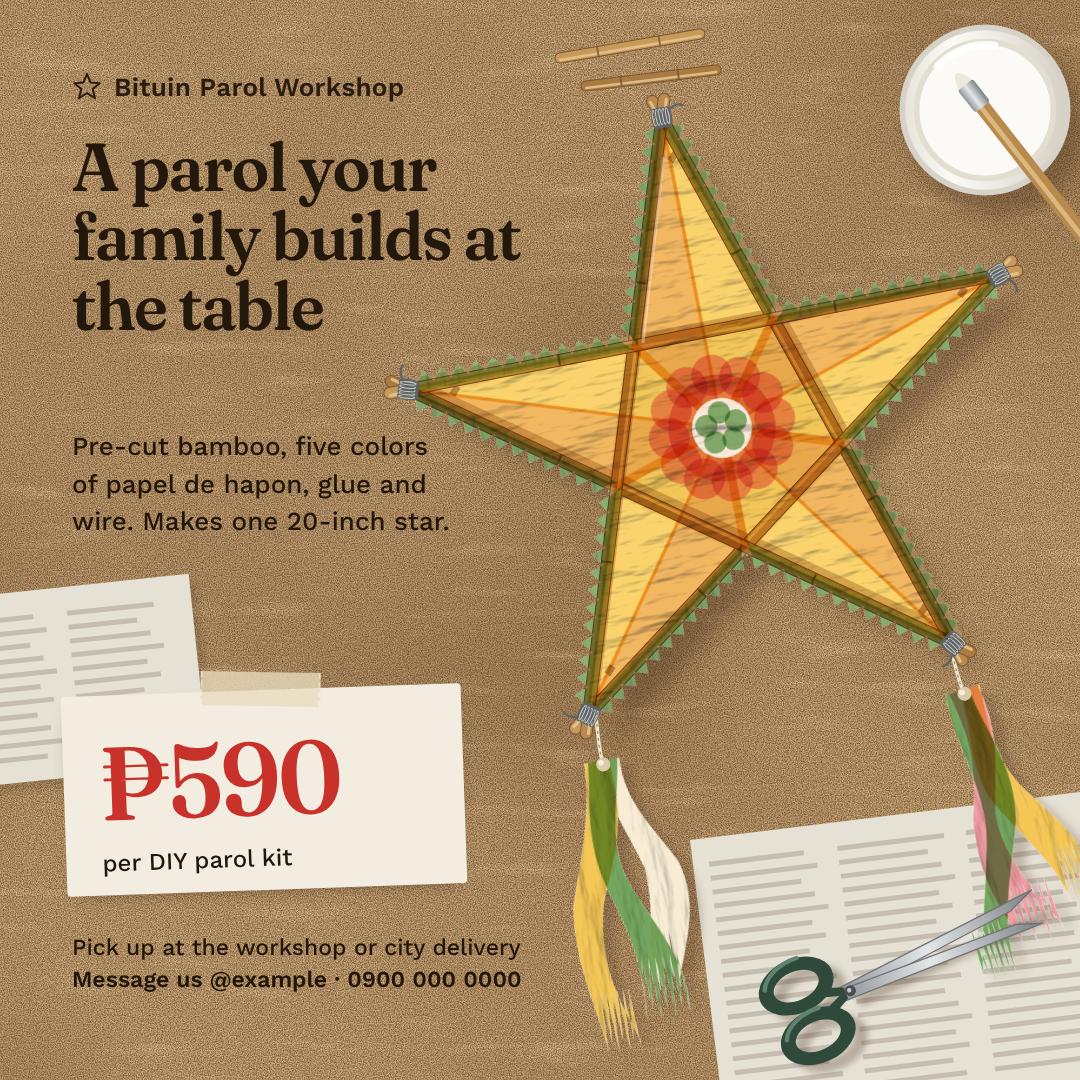 Bituin Parol Workshop
A parol your
family builds at
the table
Pre-cut bamboo, five colors
of papel de hapon, glue and
wire. Makes one 20-inch star.
₱590
per DIY parol kit
Pick up at the workshop or city delivery
Message us @example · 0900 000 0000